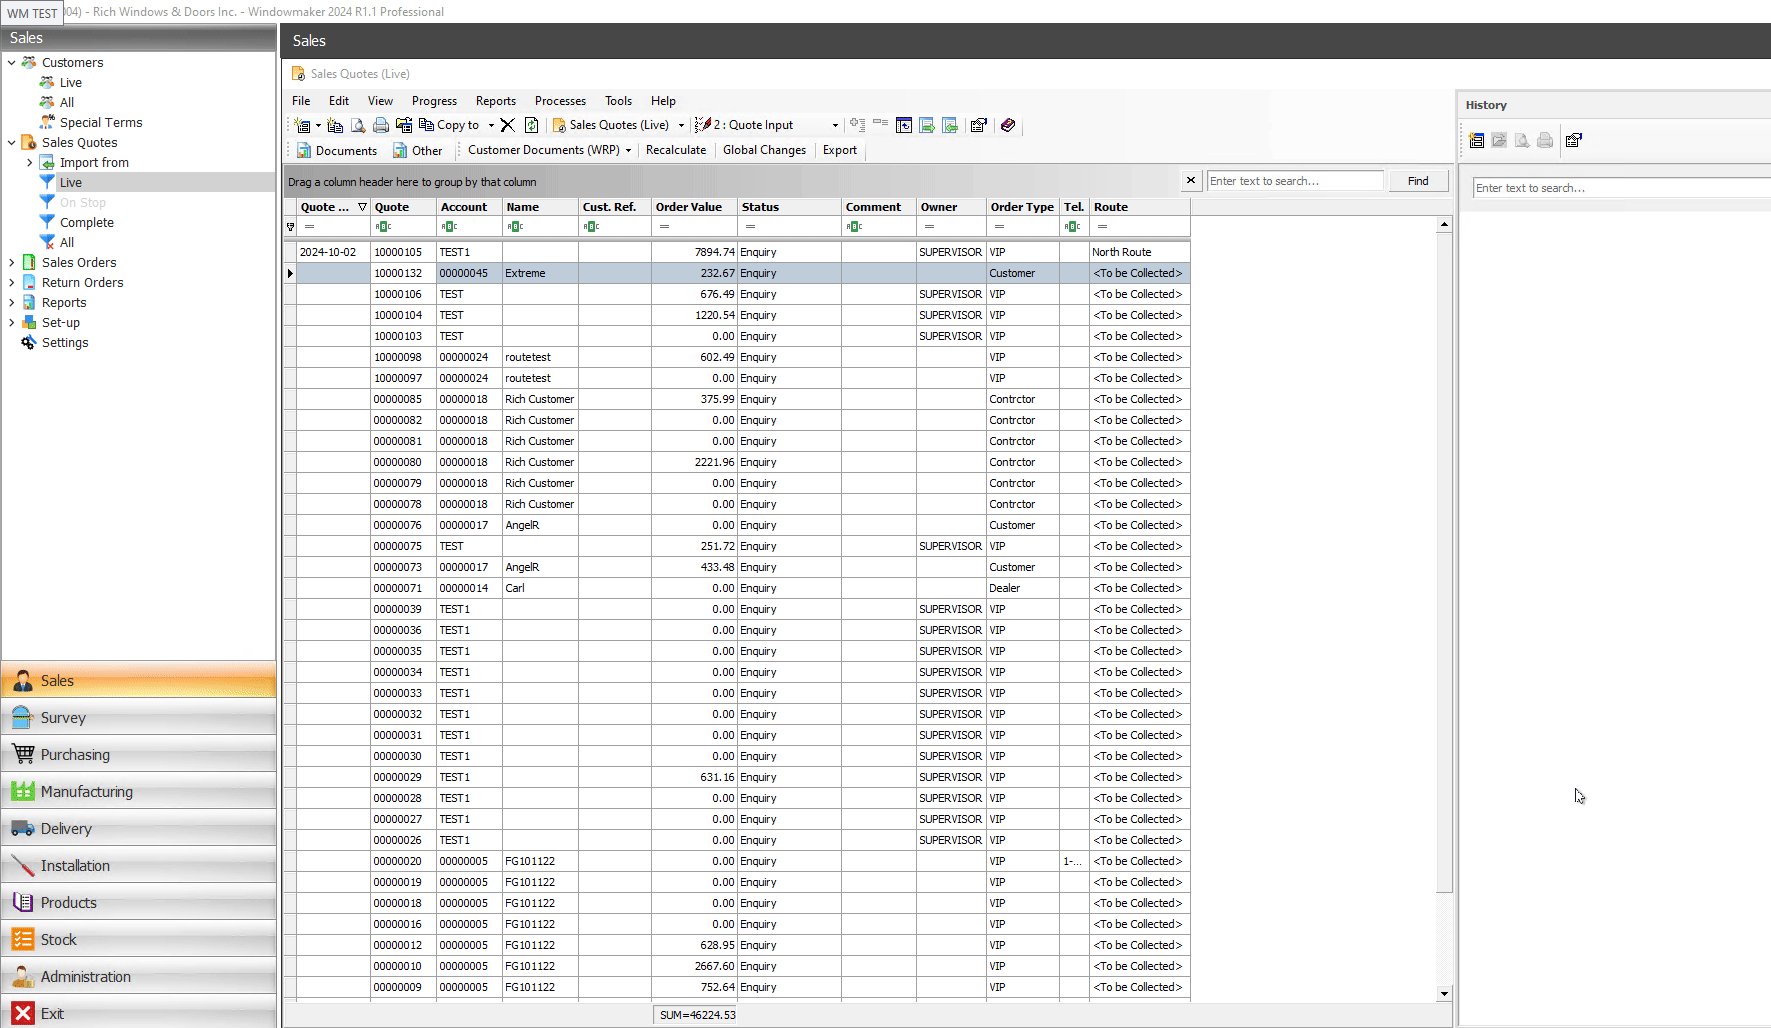 WM TEST 004) - Rich Windows & Doors Inc. - Windowmaker 2024 R1.1 Professional
Sales
Customers
Live
All
Special Terms
Sales Quotes
Import from
Live
On Stop
Complete
All
Sales Orders
Return Orders
Reports
Set-up
Settings
Sales
Survey
Purchasing
Manufacturing
Delivery
Installation
Products
Stock
Administration
Exit
Sales
Sales Quotes (Live)
File Edit View Progress Reports Processes Tools Help
Copy to Sales Quotes (Live) 2 : Quote Input
Documents Other Customer Documents (WRP) Recalculate Global Changes Export
Drag a column header here to group by that column Enter text to search... Find
Quote ... Quote Account Name Cust. Ref. Order Value Status Comment Owner Order Type Tel. Route
2024-10-02 10000105 TEST1 7894.74 Enquiry SUPERVISOR VIP North Route
10000132 00000045 Extreme 232.67 Enquiry Customer <To be Collected>
10000106 TEST 676.49 Enquiry SUPERVISOR VIP <To be Collected>
10000104 TEST 1220.54 Enquiry SUPERVISOR VIP <To be Collected>
10000103 TEST 0.00 Enquiry SUPERVISOR VIP <To be Collected>
10000098 00000024 routetest 602.49 Enquiry VIP <To be Collected>
10000097 00000024 routetest 0.00 Enquiry VIP <To be Collected>
00000085 00000018 Rich Customer 375.99 Enquiry Contrctor <To be Collected>
00000082 00000018 Rich Customer 0.00 Enquiry Contrctor <To be Collected>
00000081 00000018 Rich Customer 0.00 Enquiry Contrctor <To be Collected>
00000080 00000018 Rich Customer 2221.96 Enquiry Contrctor <To be Collected>
00000079 00000018 Rich Customer 0.00 Enquiry Contrctor <To be Collected>
00000078 00000018 Rich Customer 0.00 Enquiry Contrctor <To be Collected>
00000076 00000017 AngelR 0.00 Enquiry Customer <To be Collected>
00000075 TEST 251.72 Enquiry SUPERVISOR VIP <To be Collected>
00000073 00000017 AngelR 433.48 Enquiry Customer <To be Collected>
00000071 00000014 Carl 0.00 Enquiry Dealer <To be Collected>
00000039 TEST1 0.00 Enquiry SUPERVISOR VIP <To be Collected>
00000036 TEST1 0.00 Enquiry SUPERVISOR VIP <To be Collected>
00000035 TEST1 0.00 Enquiry SUPERVISOR VIP <To be Collected>
00000034 TEST1 0.00 Enquiry SUPERVISOR VIP <To be Collected>
00000033 TEST1 0.00 Enquiry SUPERVISOR VIP <To be Collected>
00000032 TEST1 0.00 Enquiry SUPERVISOR VIP <To be Collected>
00000031 TEST1 0.00 Enquiry SUPERVISOR VIP <To be Collected>
00000030 TEST1 0.00 Enquiry SUPERVISOR VIP <To be Collected>
00000029 TEST1 631.16 Enquiry SUPERVISOR VIP <To be Collected>
00000028 TEST1 0.00 Enquiry SUPERVISOR VIP <To be Collected>
00000027 TEST1 0.00 Enquiry SUPERVISOR VIP <To be Collected>
00000026 TEST1 0.00 Enquiry SUPERVISOR VIP <To be Collected>
00000020 00000005 FG101122 0.00 Enquiry VIP 1-... <To be Collected>
00000019 00000005 FG101122 0.00 Enquiry VIP <To be Collected>
00000018 00000005 FG101122 0.00 Enquiry VIP <To be Collected>
00000016 00000005 FG101122 0.00 Enquiry VIP <To be Collected>
00000012 00000005 FG101122 628.95 Enquiry VIP <To be Collected>
00000010 00000005 FG101122 2667.60 Enquiry VIP <To be Collected>
00000009 00000005 FG101122 752.64 Enquiry VIP <To be Collected>
SUM=46224.53
History
Enter text to search...